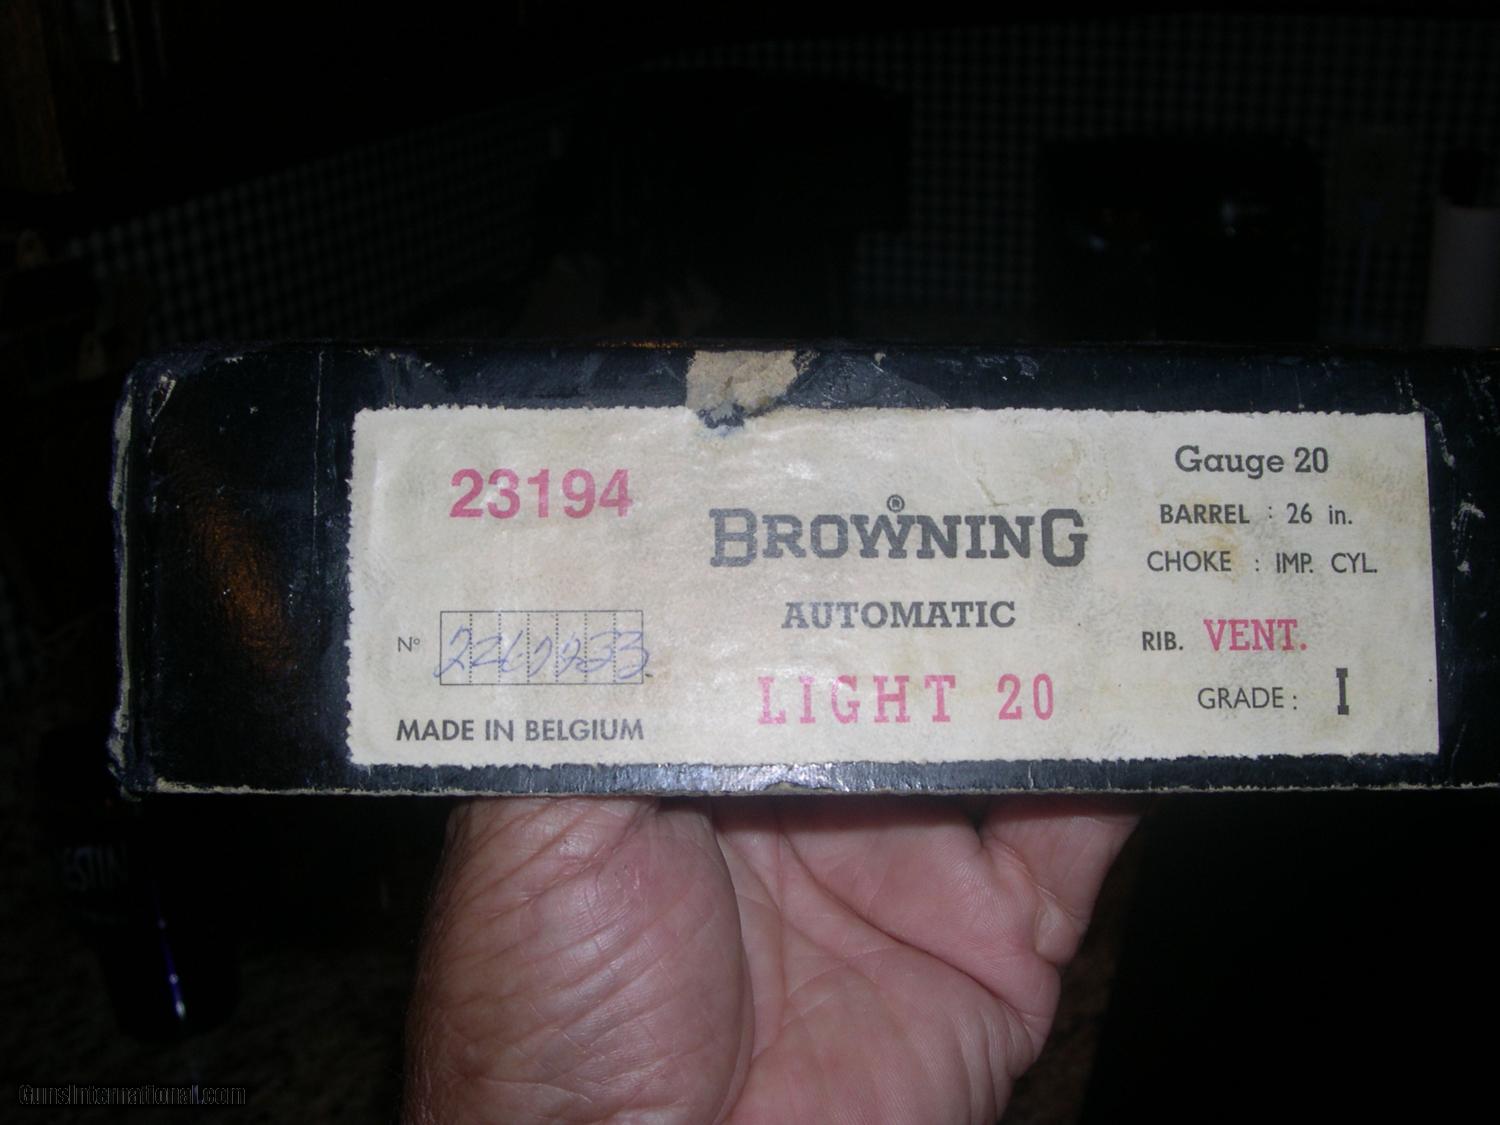 23194
BROWNING
®
AUTOMATIC
LIGHT 20
Nº
MADE IN BELGIUM
Gauge 20
BARREL : 26 in.
CHOKE : IMP. CYL.
RIB. VENT.
GRADE : I
GunsInternational.com